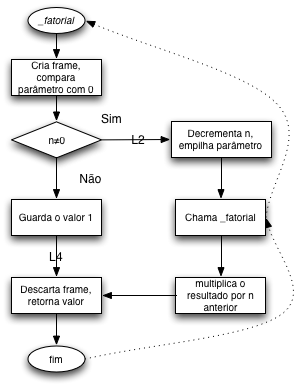 _fatorial
Cria frame,
compara
parâmetro com 0
Sim
n≠0
L2
Decrementa n,
empilha parâmetro
Não
Guarda o valor 1
Chama _fatorial
L4
Descarta frame,
retorna valor
multiplica o
resultado por n
anterior
fim